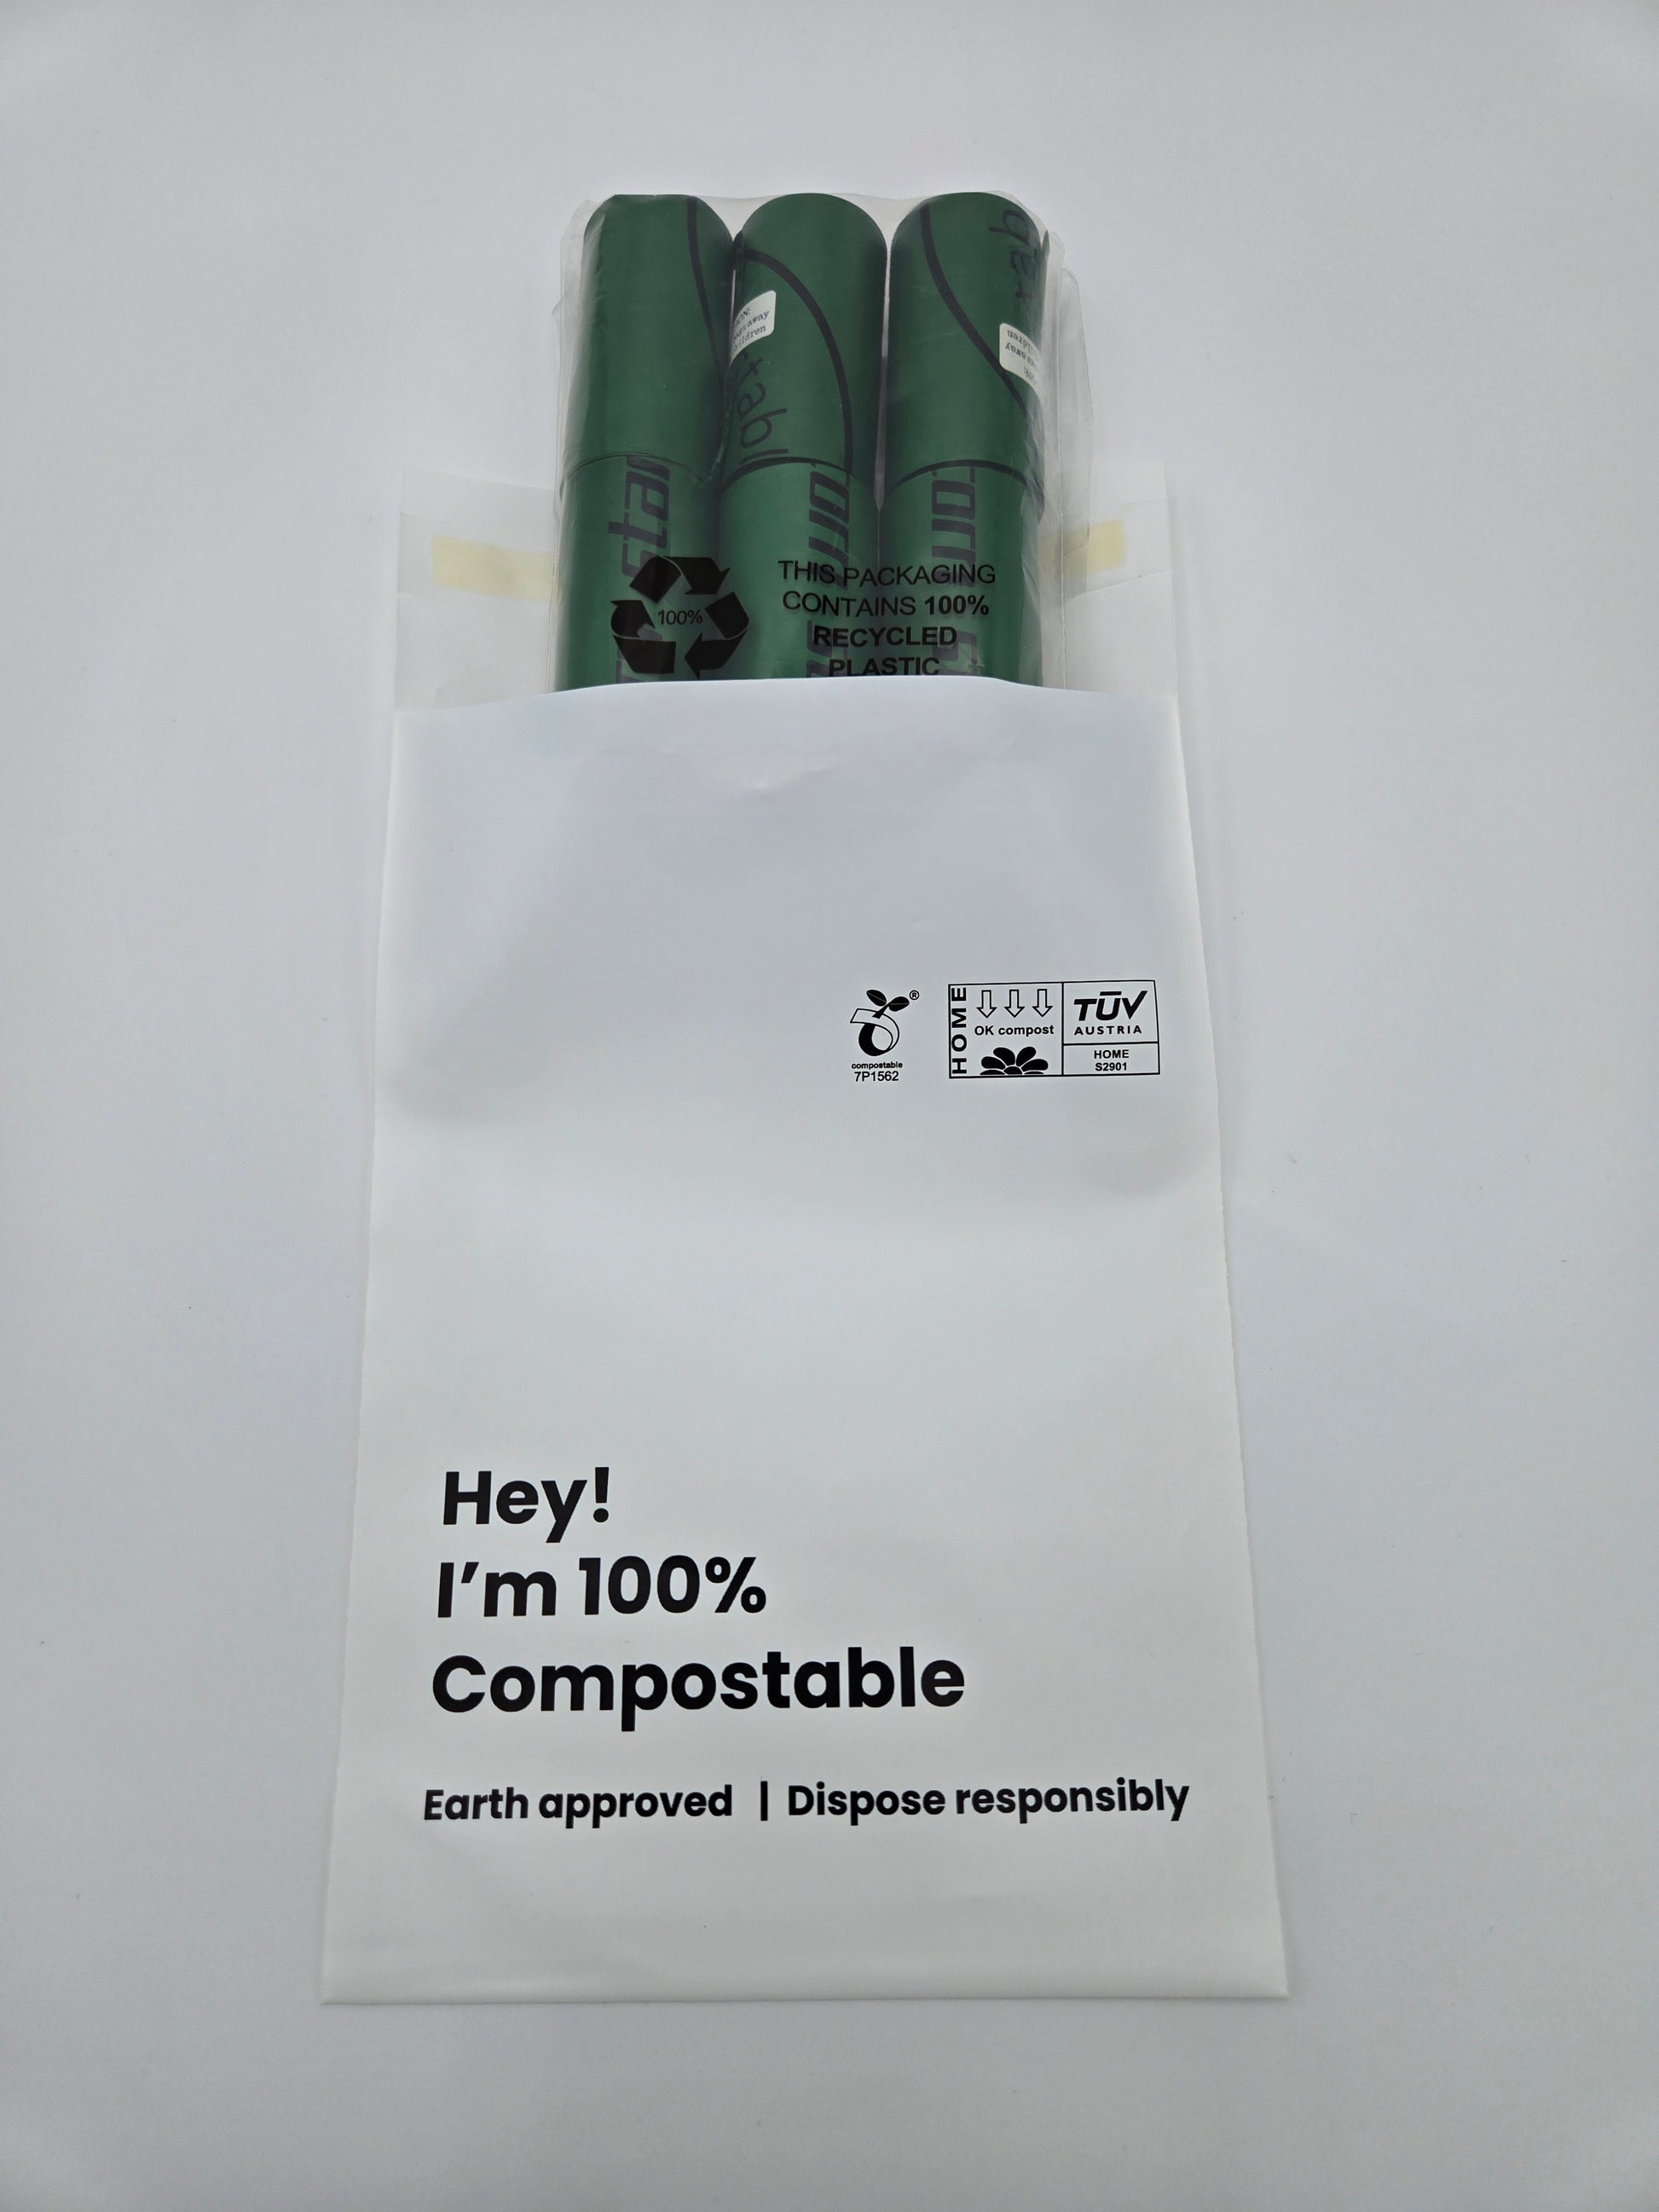 100%
THIS PACKAGING
CONTAINS 100%
RECYCLED
PLASTIC
®
compostable
7P1562
HOME
OK compost
TÜV
AUSTRIA
HOME
S2901
Hey!
I'm 100%
Compostable
Earth approved | Dispose responsibly